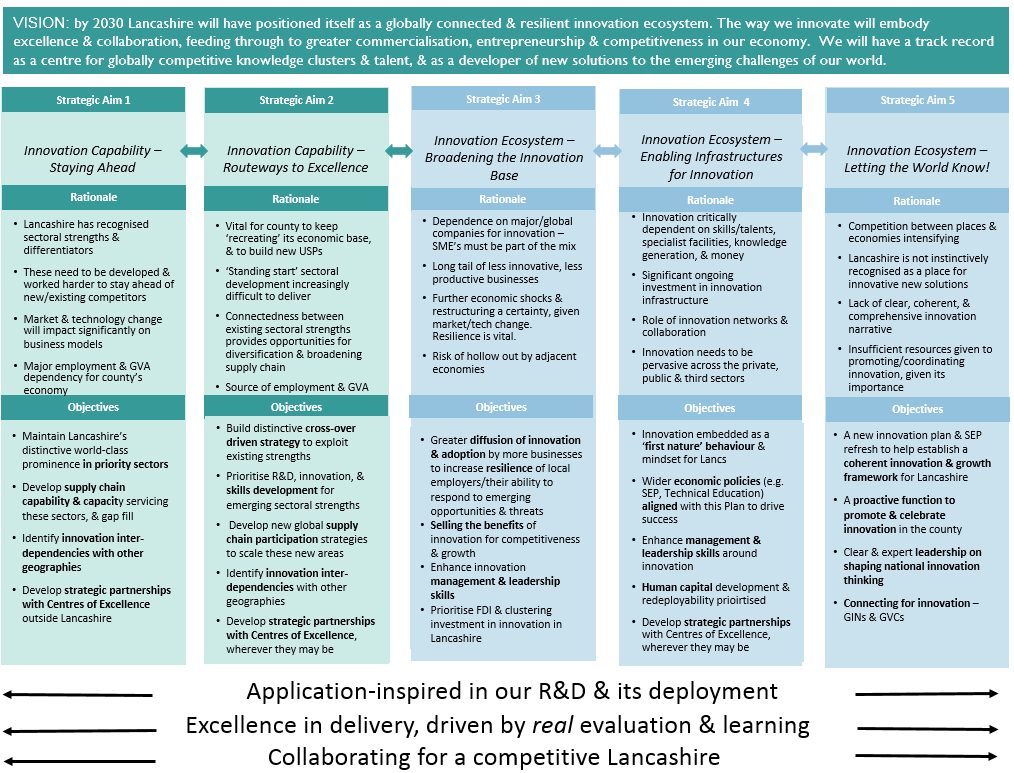 VISION: by 2030 Lancashire will have positioned itself as a globally connected & resilient innovation ecosystem. The way we innovate will embody
excellence & collaboration, feeding through to greater commercialisation, entrepreneurship & competitiveness in our economy.  We will have a track record
as a centre for globally competitive knowledge clusters & talent, & as a developer of new solutions to the emerging challenges of our world.
Strategic Aim 1
Innovation Capability –
Staying Ahead
Rationale
• Lancashire has recognised
sectoral strengths &
differentiators
• These need to be developed &
worked harder to stay ahead of
new/existing competitors
• Market & technology change
will impact significantly on
business models
• Major employment & GVA
dependency for county's
economy
Objectives
• Maintain Lancashire's
distinctive world-class
prominence in priority sectors
• Develop supply chain
capability & capacity servicing
these sectors, & gap fill
• Identify innovation inter-
dependencies with other
geographies
• Develop strategic partnerships
with Centres of Excellence
outside Lancashire
Strategic Aim 2
Innovation Capability –
Routeways to Excellence
Rationale
• Vital for county to keep
'recreating' its economic base,
& to build new USPs
• 'Standing start' sectoral
development increasingly
difficult to deliver
• Connectedness between
existing sectoral strengths
provides opportunities for
diversification & broadening
supply chain
• Source of employment & GVA
Objectives
• Build distinctive cross-over
driven strategy to exploit
existing strengths
• Prioritise R&D, innovation, &
skills development for
emerging sectoral strengths
• Develop new global supply
chain participation strategies
to scale these new areas
• Identify innovation inter-
dependencies with other
geographies
• Develop strategic partnerships
with Centres of Excellence,
wherever they may be
Strategic Aim 3
Innovation Ecosystem –
Broadening the Innovation
Base
Rationale
• Dependence on major/global
companies for innovation –
SME's must be part of the mix
• Long tail of less innovative, less
productive businesses
• Further economic shocks &
restructuring a certainty, given
market/tech change.
Resilience is vital.
• Risk of hollow out by adjacent
economies
Objectives
• Greater diffusion of innovation
& adoption by more businesses
to increase resilience of local
employers/their ability to
respond to emerging
opportunities & threats
• Selling the benefits of
innovation for competitiveness
& growth
• Enhance innovation
management & leadership
skills
• Prioritise FDI & clustering
investment in innovation in
Lancashire
Strategic Aim  4
Innovation Ecosystem –
Enabling Infrastructures
for Innovation
Rationale
• Innovation critically
dependent on skills/talents,
specialist facilities, knowledge
generation, & money
• Significant ongoing
investment in innovation
infrastructure
• Role of innovation networks &
collaboration
• Innovation needs to be
pervasive across the private,
public & third sectors
Objectives
• Innovation embedded as a
'first nature' behaviour &
mindset for Lancs
• Wider economic policies (e.g.
SEP, Technical Education)
aligned with this Plan to drive
success
• Enhance management &
leadership skills around
innovation
• Human capital development &
redeployability prioirtised
• Develop strategic partnerships
with Centres of Excellence,
wherever they may be
Strategic Aim 5
Innovation Ecosystem –
Letting the World Know!
Rationale
• Competition between places &
economies intensifying
• Lancashire is not instinctively
recognised as a place for
innovative new solutions
• Lack of clear, coherent, &
comprehensive innovation
narrative
• Insufficient resources given to
promoting/coordinating
innovation, given its
importance
Objectives
• A new innovation plan & SEP
refresh to help establish a
coherent innovation & growth
framework for Lancashire
• A proactive function to
promote & celebrate
innovation in the county
• Clear & expert leadership on
shaping national innovation
thinking
• Connecting for innovation –
GINs & GVCs
Application-inspired in our R&D & its deployment
Excellence in delivery, driven by real evaluation & learning
Collaborating for a competitive Lancashire